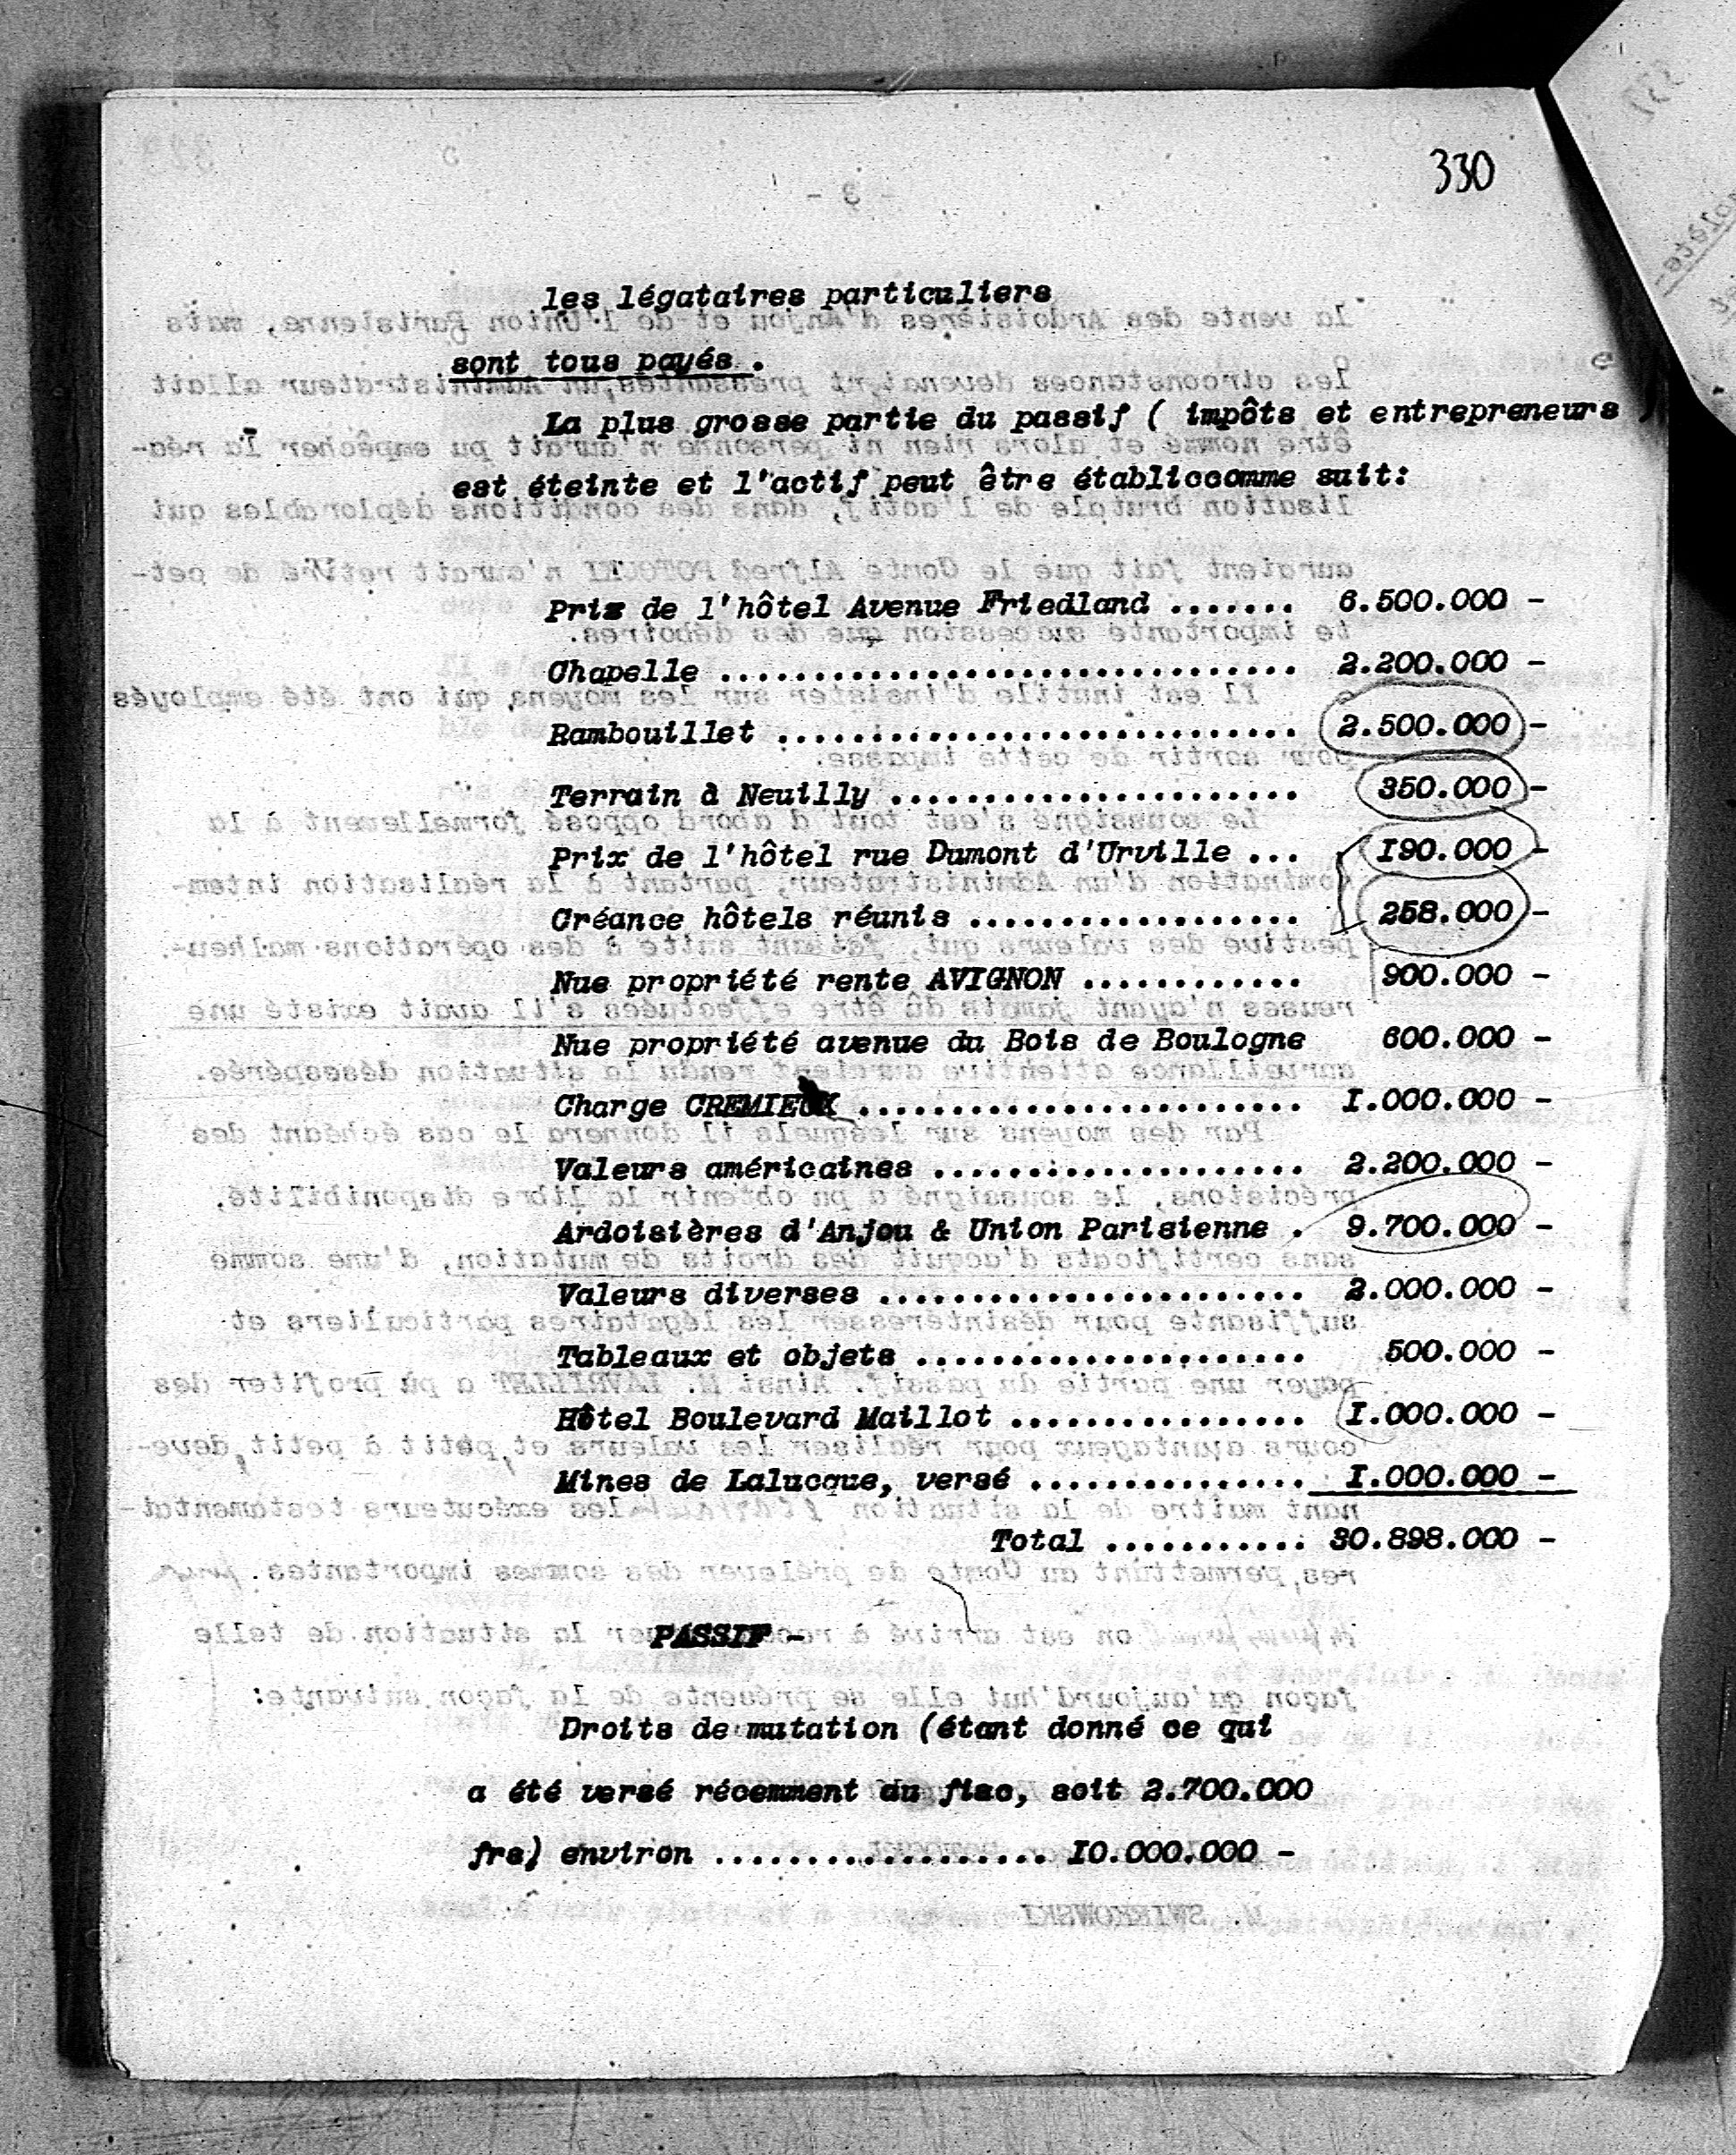 330
les légataires particuliers
sont tous payés.
La plus grosse partie du passif ( impôts et entrepreneurs )
est éteinte et l'actif peut être établiccomme suit:
Prix de l'hôtel Avenue Friedland ....... 6.500.000 -
Chapelle ............................... 2.200.000 -
Rambouillet ............................ 2.500.000 -
Terrain à Neuilly ...................... 350.000 -
Prix de l'hôtel rue Dumont d'Urville ... 190.000 -
Créance hôtels réunis .................. 258.000 -
Nue propriété rente AVIGNON ............ 900.000 -
Nue propriété avenue du Bois de Boulogne 600.000 -
Charge CREMIEUX ........................ 1.000.000 -
Valeurs américaines .................... 2.200.000 -
Ardoisières d'Anjou & Union Parisienne . 9.700.000 -
Valeurs diverses ....................... 2.000.000 -
Tableaux et objets ..................... 500.000 -
Hôtel Boulevard Maillot ................ 1.000.000 -
Mines de Lalucque, versé ............... 1.000.000 -
Total ........... 30.898.000 -
PASSIF -
Droits de mutation (étant donné ce qui
a été versé récemment au fisc, soit 2.700.000
frs) environ .................. 10.000.000 -